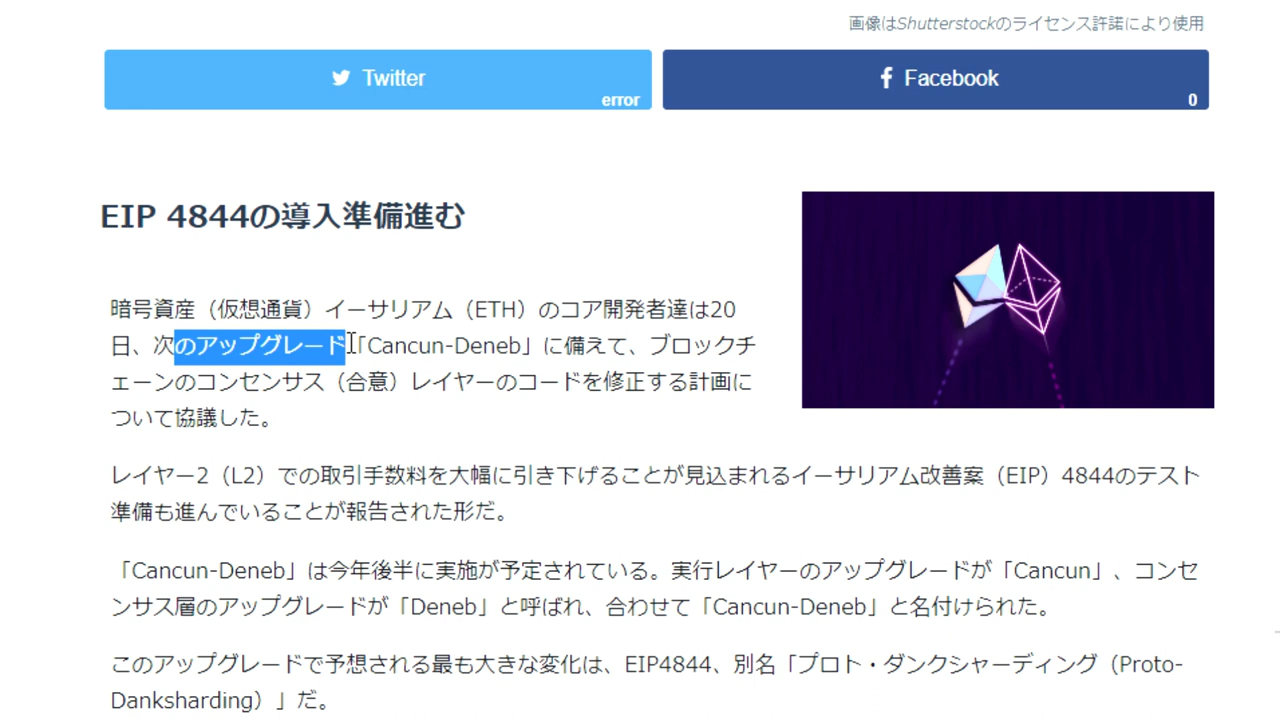 画像はShutterstockのライセンス許諾により使用
Twitter
error
Facebook
0
EIP 4844の導入準備進む
暗号資産（仮想通貨）イーサリアム（ETH）のコア開発者達は20
日、次のアップグレード「Cancun-Deneb」に備えて、ブロックチ
ェーンのコンセンサス（合意）レイヤーのコードを修正する計画に
ついて協議した。
レイヤー2（L2）での取引手数料を大幅に引き下げることが見込まれるイーサリアム改善案（EIP）4844のテスト
準備も進んでいることが報告された形だ。
「Cancun-Deneb」は今年後半に実施が予定されている。実行レイヤーのアップグレードが「Cancun」、コンセ
ンサス層のアップグレードが「Deneb」と呼ばれ、合わせて「Cancun-Deneb」と名付けられた。
このアップグレードで予想される最も大きな変化は、EIP4844、別名「プロト・ダンクシャーディング（Proto-
Danksharding）」だ。